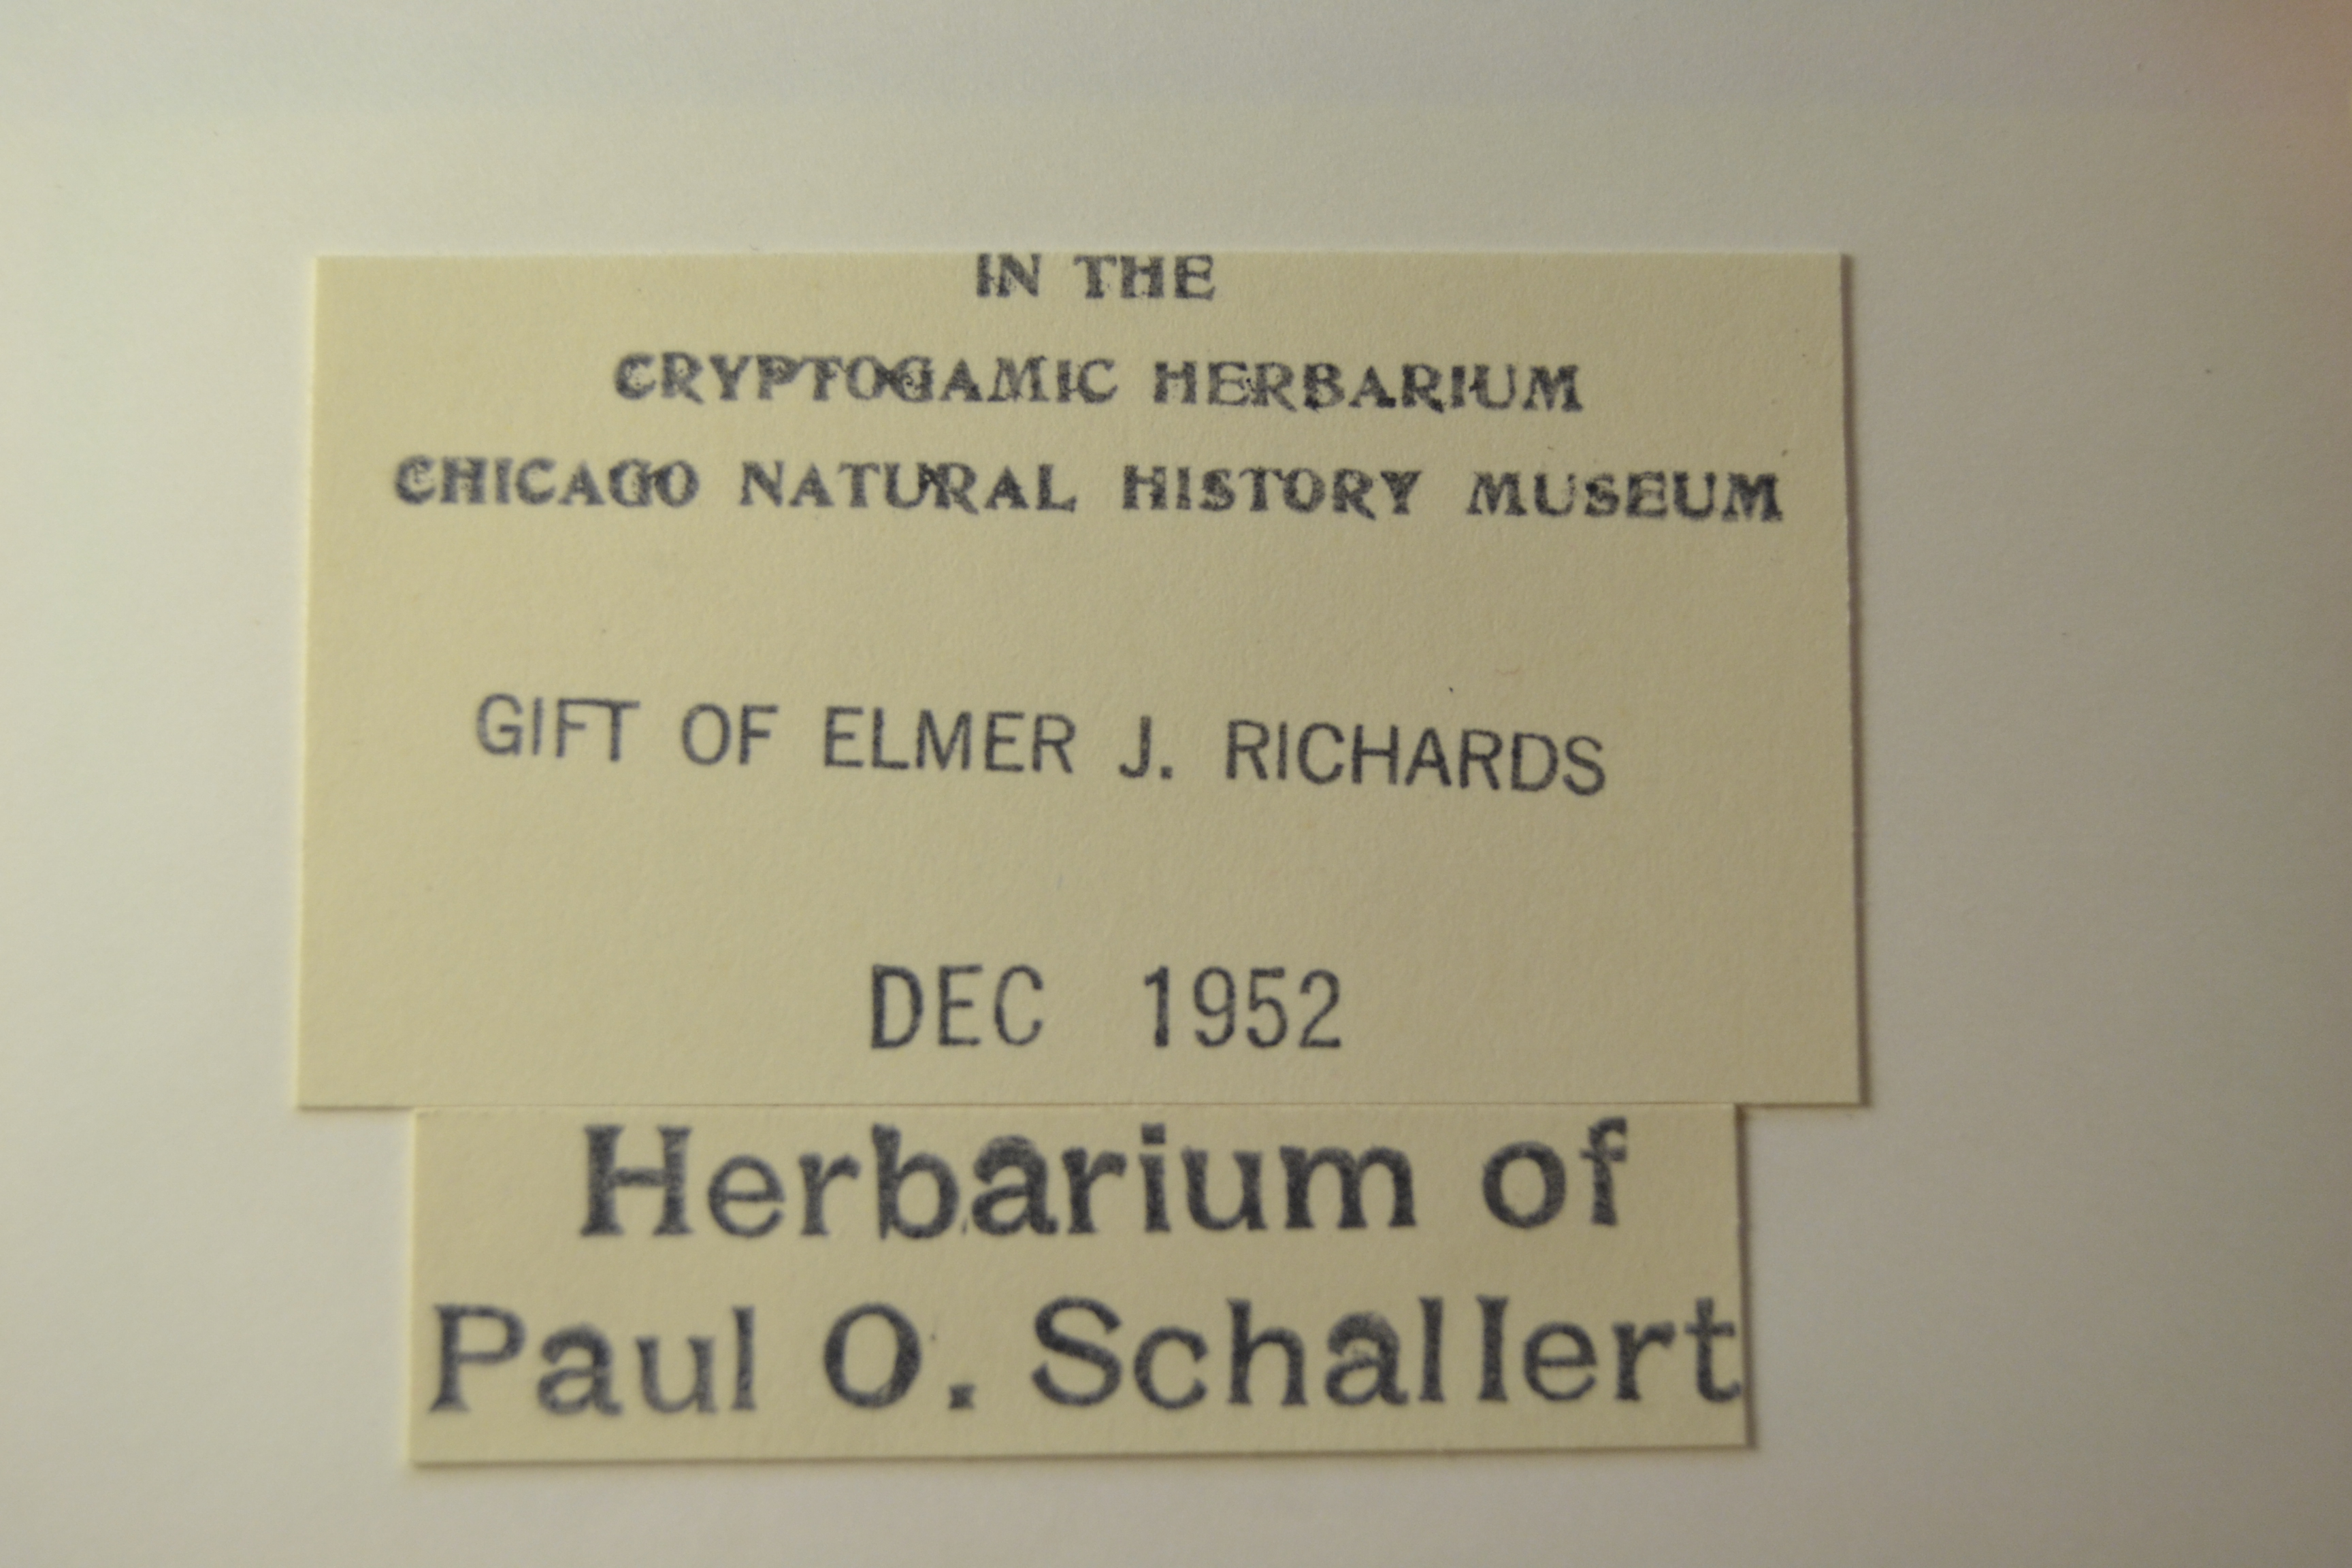 IN THE
CRYPTOGAMIC HERBARIUM
CHICAGO NATURAL HISTORY MUSEUM
GIFT OF ELMER J. RICHARDS
DEC 1952
Herbarium of
Paul O. Schallert